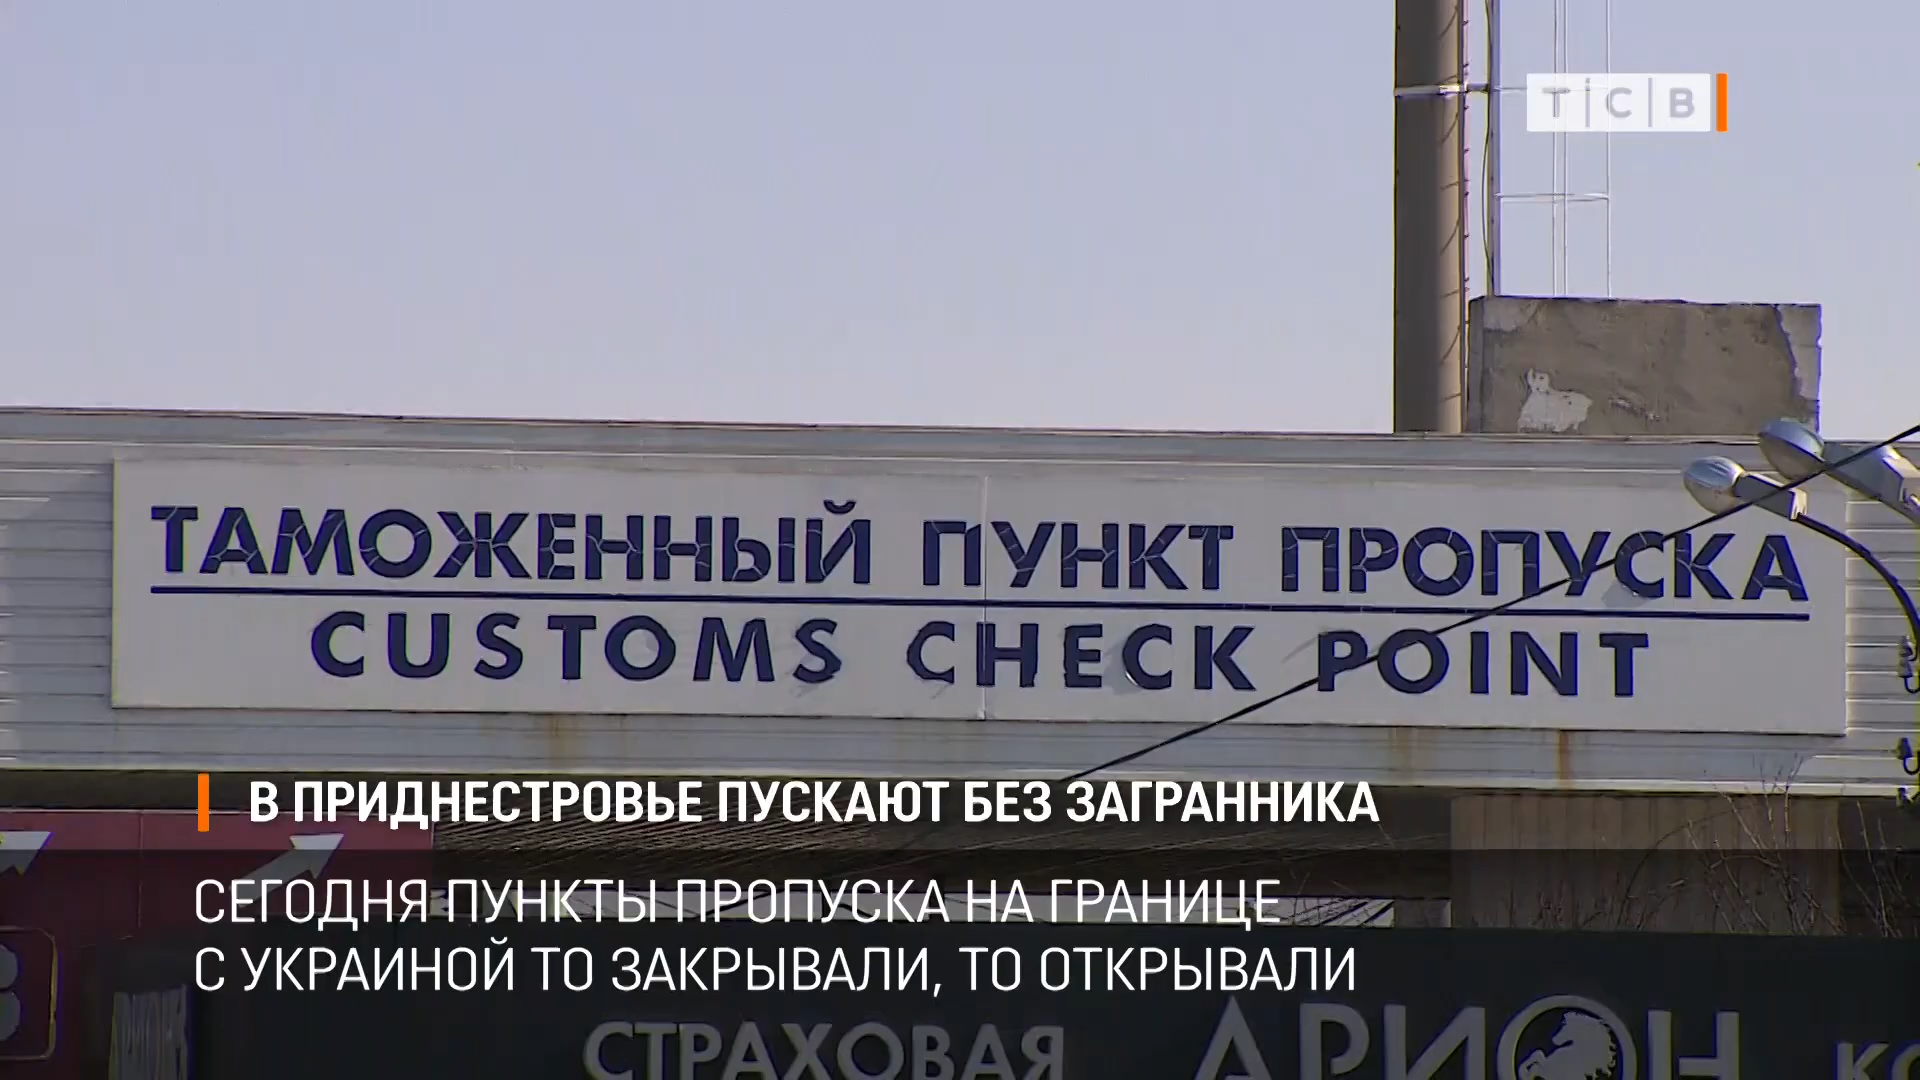 ТСВ
ТАМОЖЕННЫЙ ПУНКТ ПРОПУСКА
CUSTOMS CHECK POINT
В ПРИДНЕСТРОВЬЕ ПУСКАЮТ БЕЗ ЗАГРАННИКА
СЕГОДНЯ ПУНКТЫ ПРОПУСКА НА ГРАНИЦЕ
С УКРАИНОЙ ТО ЗАКРЫВАЛИ, ТО ОТКРЫВАЛИ
СТРАХОВАЯ АРИОН